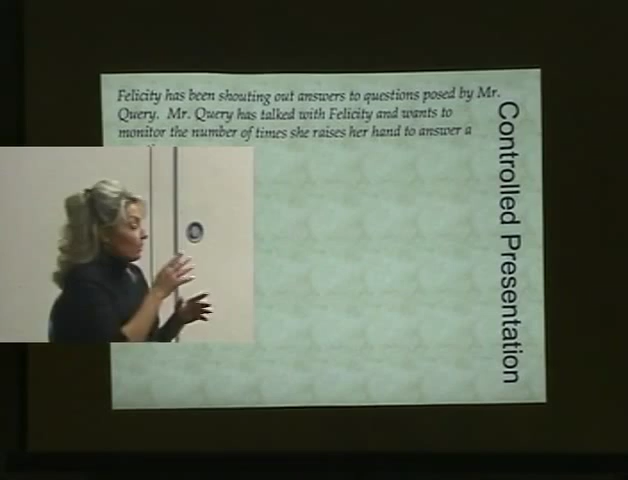 Felicity has been shouting out answers to questions posed by Mr.
Query. Mr. Query has talked with Felicity and wants to
monitor the number of times she raises her hand to answer a
Controlled Presentation